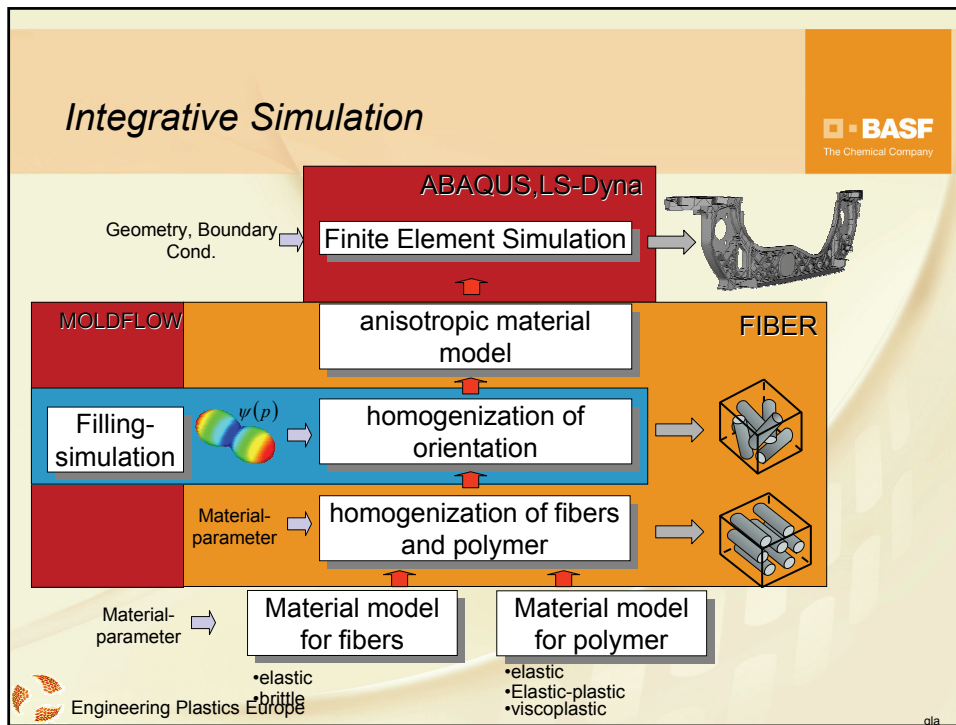 Integrative Simulation
BASF
The Chemical Company
ABAQUS,LS-Dyna
Geometry, Boundary
Cond.
Finite Element Simulation
MOLDFLOW
anisotropic material
model
FIBER
Filling-
simulation
ψ(p)
homogenization of
orientation
Material-
parameter
homogenization of fibers
and polymer
Material-
parameter
Material model
for fibers
Material model
for polymer
•elastic
•brittle
•elastic
•Elastic-plastic
•viscoplastic
Engineering Plastics Europe
gla